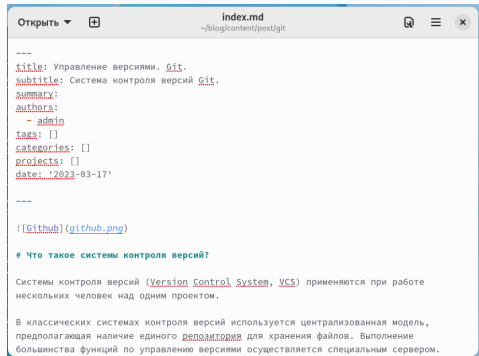 Открыть
index.md
~/blog/content/post/git
---
title: Управление версиями. Git.
subtitle: Система контроля версий Git.
summary:
authors:
  - admin
tags: []
categories: []
projects: []
date: '2023-03-17'
---
![Github](github.png)
# Что такое системы контроля версий?
Системы контроля версий (Version Control System, VCS) применяются при работе
нескольких человек над одним проектом.
В классических системах контроля версий используется централизованная модель,
предполагающая наличие единого репозитория для хранения файлов. Выполнение
большинства функций по управлению версиями осуществляется специальным сервером.